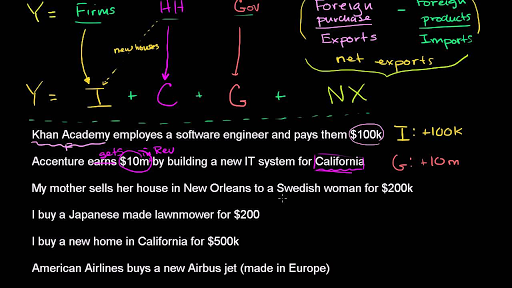 Y = Firms HH Gov Foreign purchase - Foreign products
Exports Imports
new houses
net exports
Y = I + C + G + NX
Khan Academy employes a software engineer and pays them $100k I: +100k
gets in Rev
Accenture earns $10m by building a new IT system for California G: +10m
My mother sells her house in New Orleans to a Swedish woman for $200k
I buy a Japanese made lawnmower for $200
I buy a new home in California for $500k
American Airlines buys a new Airbus jet (made in Europe)